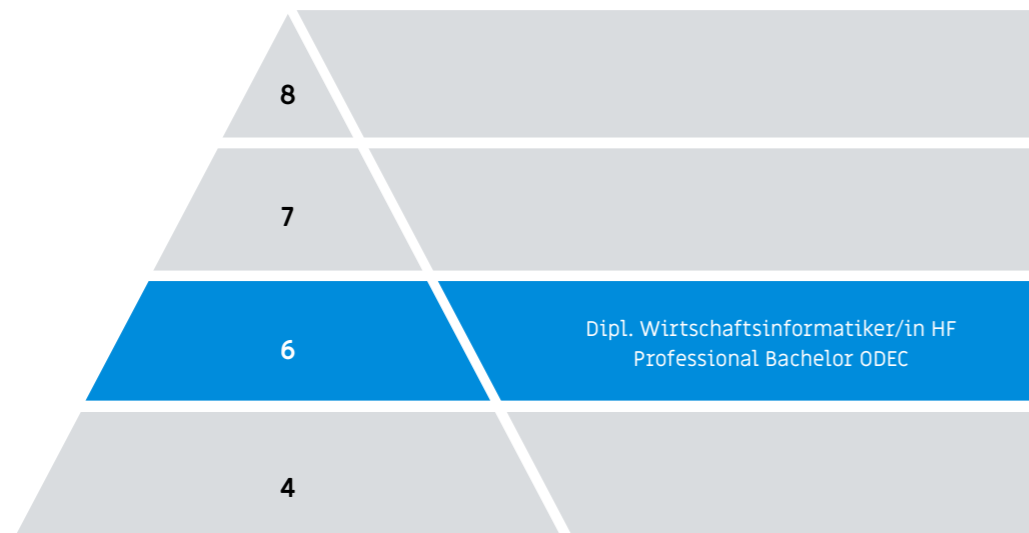 8
7
6
Dipl. Wirtschaftsinformatiker/in HF
Professional Bachelor ODEC
4